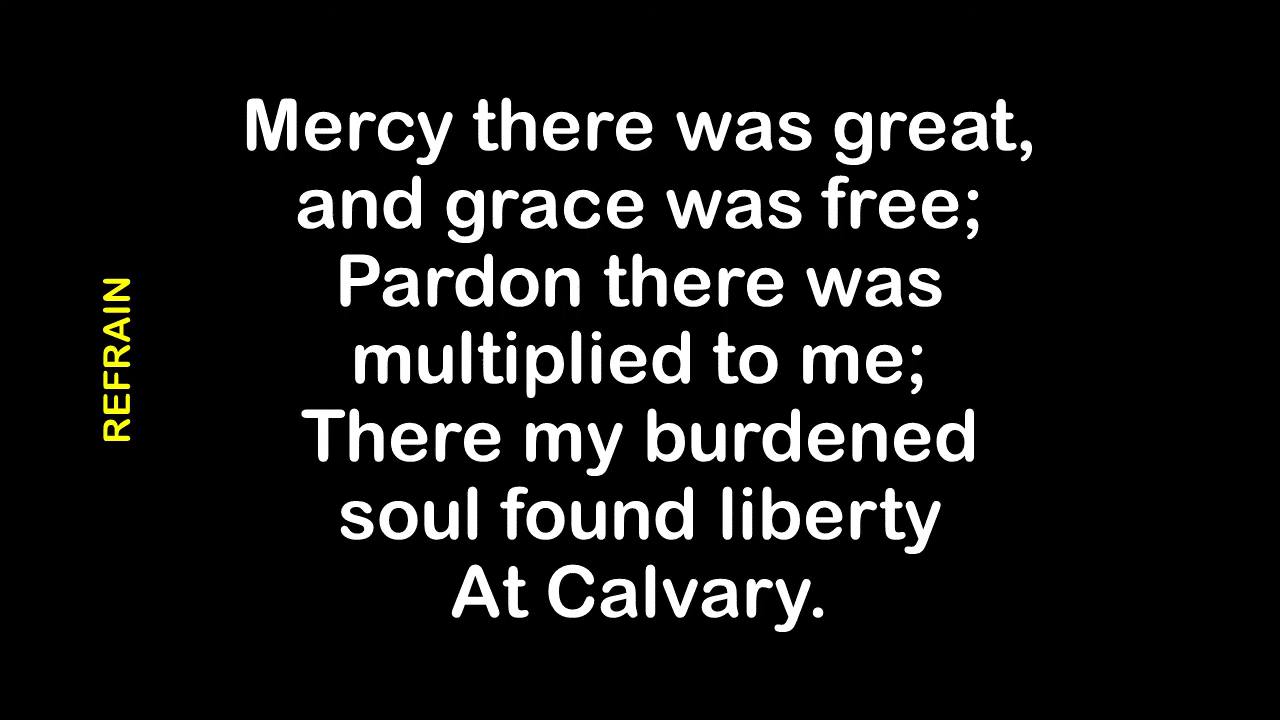 REFRAIN
Mercy there was great,
and grace was free;
Pardon there was
multiplied to me;
There my burdened
soul found liberty
At Calvary.